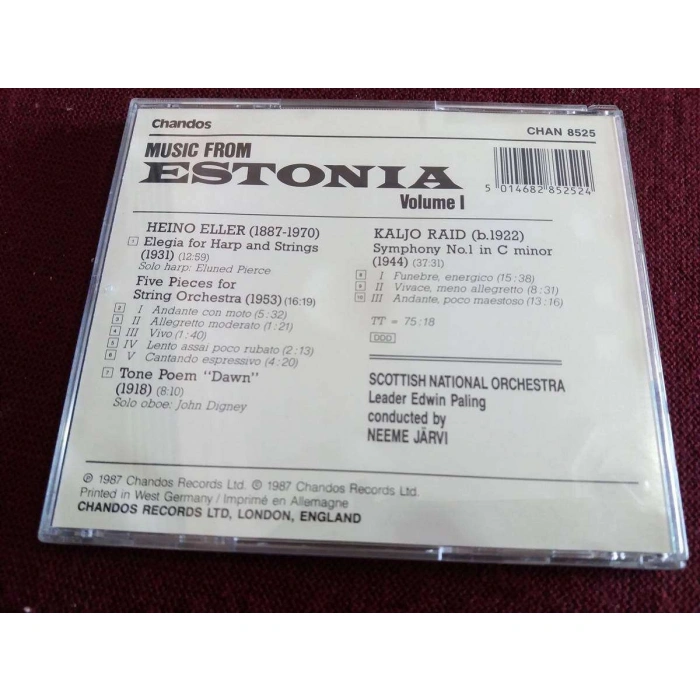 Chandos
CHAN 8525
MUSIC FROM
ESTONIA
Volume I
5 014682 852524
HEINO ELLER (1887-1970)
1 Elegia for Harp and Strings
(1931) (12:59)
Solo harp: Eluned Pierce
Five Pieces for
String Orchestra (1953) (16:19)
2 I Andante con moto (5:32)
3 II Allegretto moderato (1:21)
4 III Vivo (1:40)
5 IV Lento assai poco rubato (2:13)
6 V Cantando espressivo (4:20)
7 Tone Poem "Dawn"
(1918) (8:10)
Solo oboe: John Digney
KALJO RAID (b.1922)
Symphony No.1 in C minor
(1944) (37:31)
8 I Funebre, energico (15:38)
9 II Vivace, meno allegretto (8:31)
10 III Andante, poco maestoso (13:16)
TT = 75:18
DDD
SCOTTISH NATIONAL ORCHESTRA
Leader Edwin Paling
conducted by
NEEME JÄRVI
℗ 1987 Chandos Records Ltd. © 1987 Chandos Records Ltd.
Printed in West Germany / Imprimé en Allemagne
CHANDOS RECORDS LTD, LONDON, ENGLAND